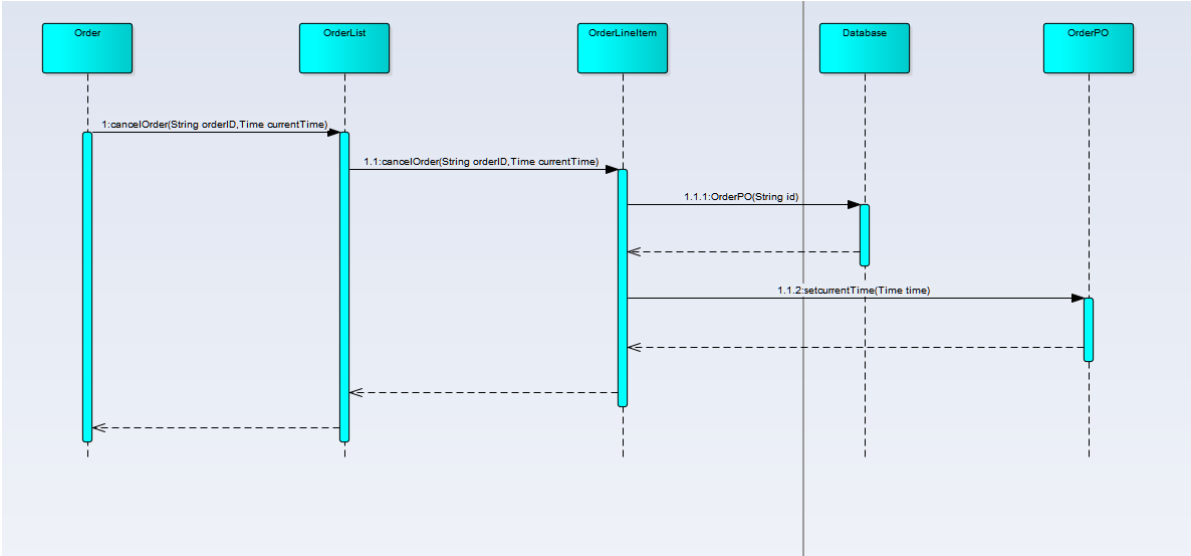 Order
OrderList
OrderLineItem
Database
OrderPO
1:cancelOrder(String orderID,Time currentTime)
1.1:cancelOrder(String orderID,Time currentTime)
1.1.1:OrderPO(String id)
1.1.2:setcurrentTime(Time time)